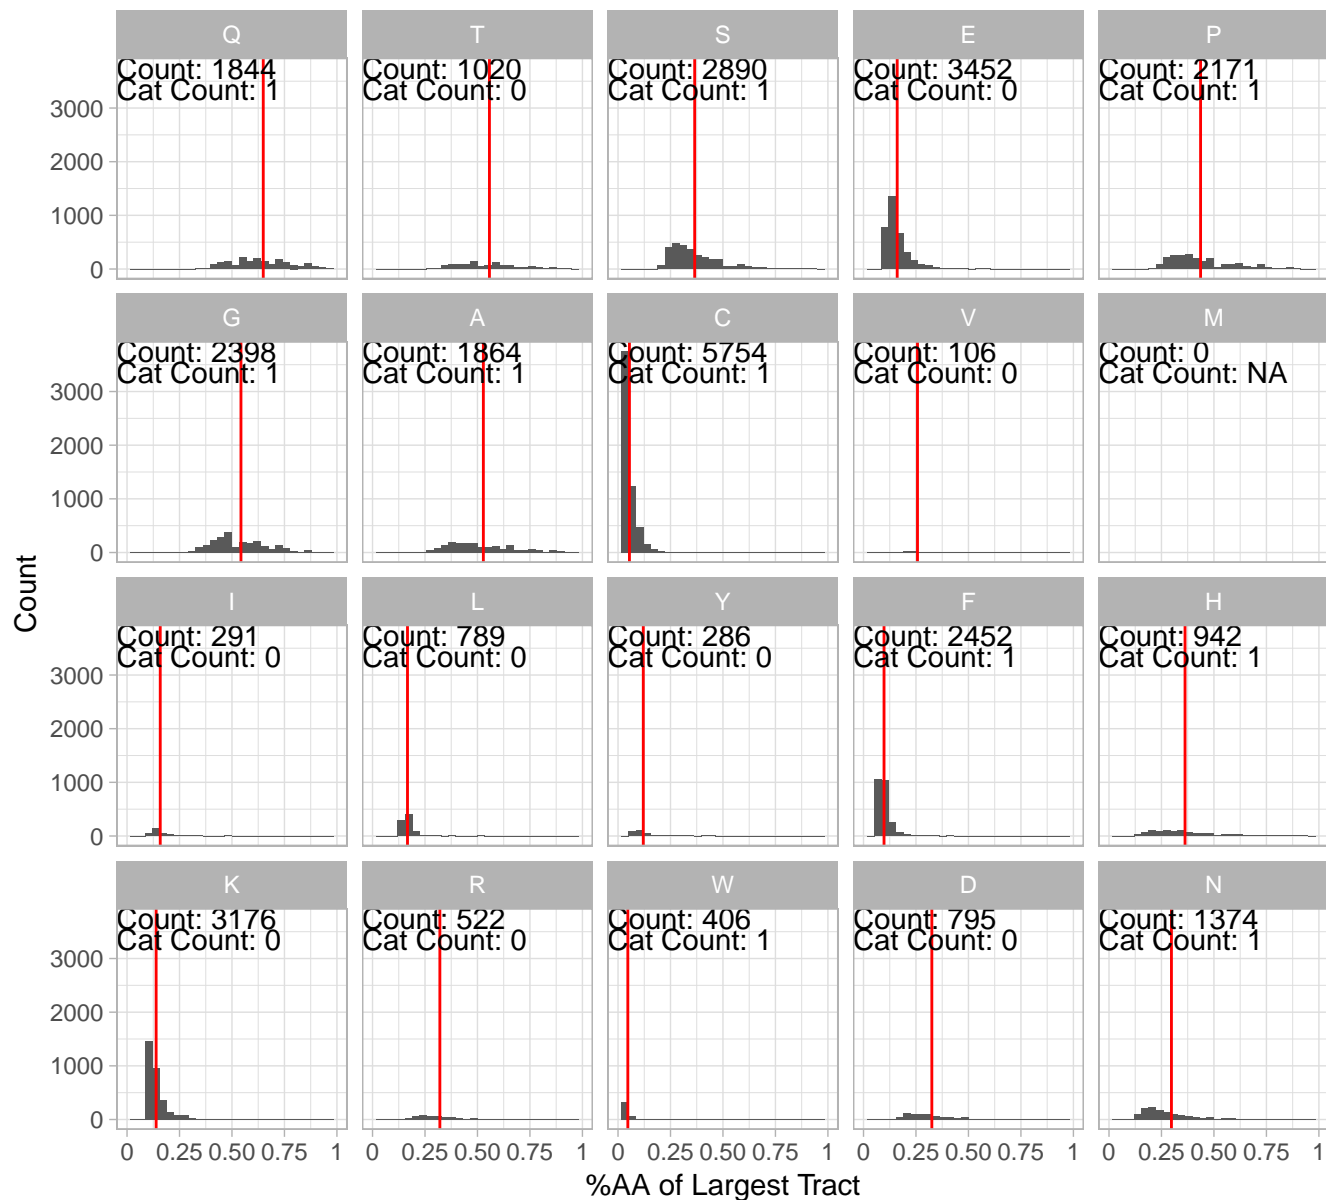 Q T S E P
Count: 1844 Count: 1020 Count: 2890 Count: 3452 Count: 2171
Cat Count: 1 Cat Count: 0 Cat Count: 1 Cat Count: 0 Cat Count: 1
3000
2000
1000
0
G A C V M
Count: 2398 Count: 1864 Count: 5754 Count: 106 Count: 0
Cat Count: 1 Cat Count: 1 Cat Count: 1 Cat Count: 0 Cat Count: NA
3000
2000
1000
0
Count
I L Y F H
Count: 291 Count: 789 Count: 286 Count: 2452 Count: 942
Cat Count: 0 Cat Count: 0 Cat Count: 0 Cat Count: 1 Cat Count: 1
3000
2000
1000
0
K R W D N
Count: 3176 Count: 522 Count: 406 Count: 795 Count: 1374
Cat Count: 0 Cat Count: 0 Cat Count: 1 Cat Count: 0 Cat Count: 1
3000
2000
1000
0
0 0.25 0.50 0.75 1 0 0.25 0.50 0.75 1 0 0.25 0.50 0.75 1 0 0.25 0.50 0.75 1 0 0.25 0.50 0.75 1
%AA of Largest Tract